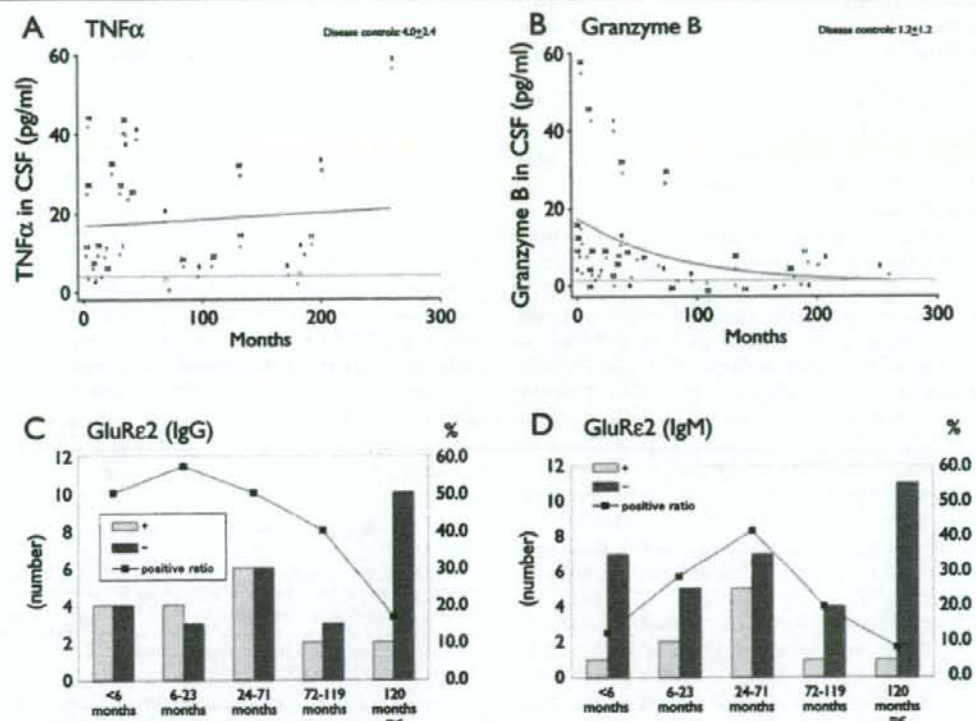 A TNFα
Disease controls: 4.0±3.4
TNFα in CSF (pg/ml)
60
40
20
0
0 100 200 300
Months
B Granzyme B
Disease controls: 1.2±1.2
Granzyme B in CSF (pg/ml)
60
40
20
0
0 100 200 300
Months
C GluRε2 (IgG)
%
(number)
12
10
8
6
4
2
0
60.0
50.0
40.0
30.0
20.0
10.0
0.0
+
−
positive ratio
<6 months
6-23 months
24-71 months
72-119 months
120 months
D GluRε2 (IgM)
%
(number)
12
10
8
6
4
2
0
60.0
50.0
40.0
30.0
20.0
10.0
0.0
+
−
positive ratio
<6 months
6-23 months
24-71 months
72-119 months
120 months